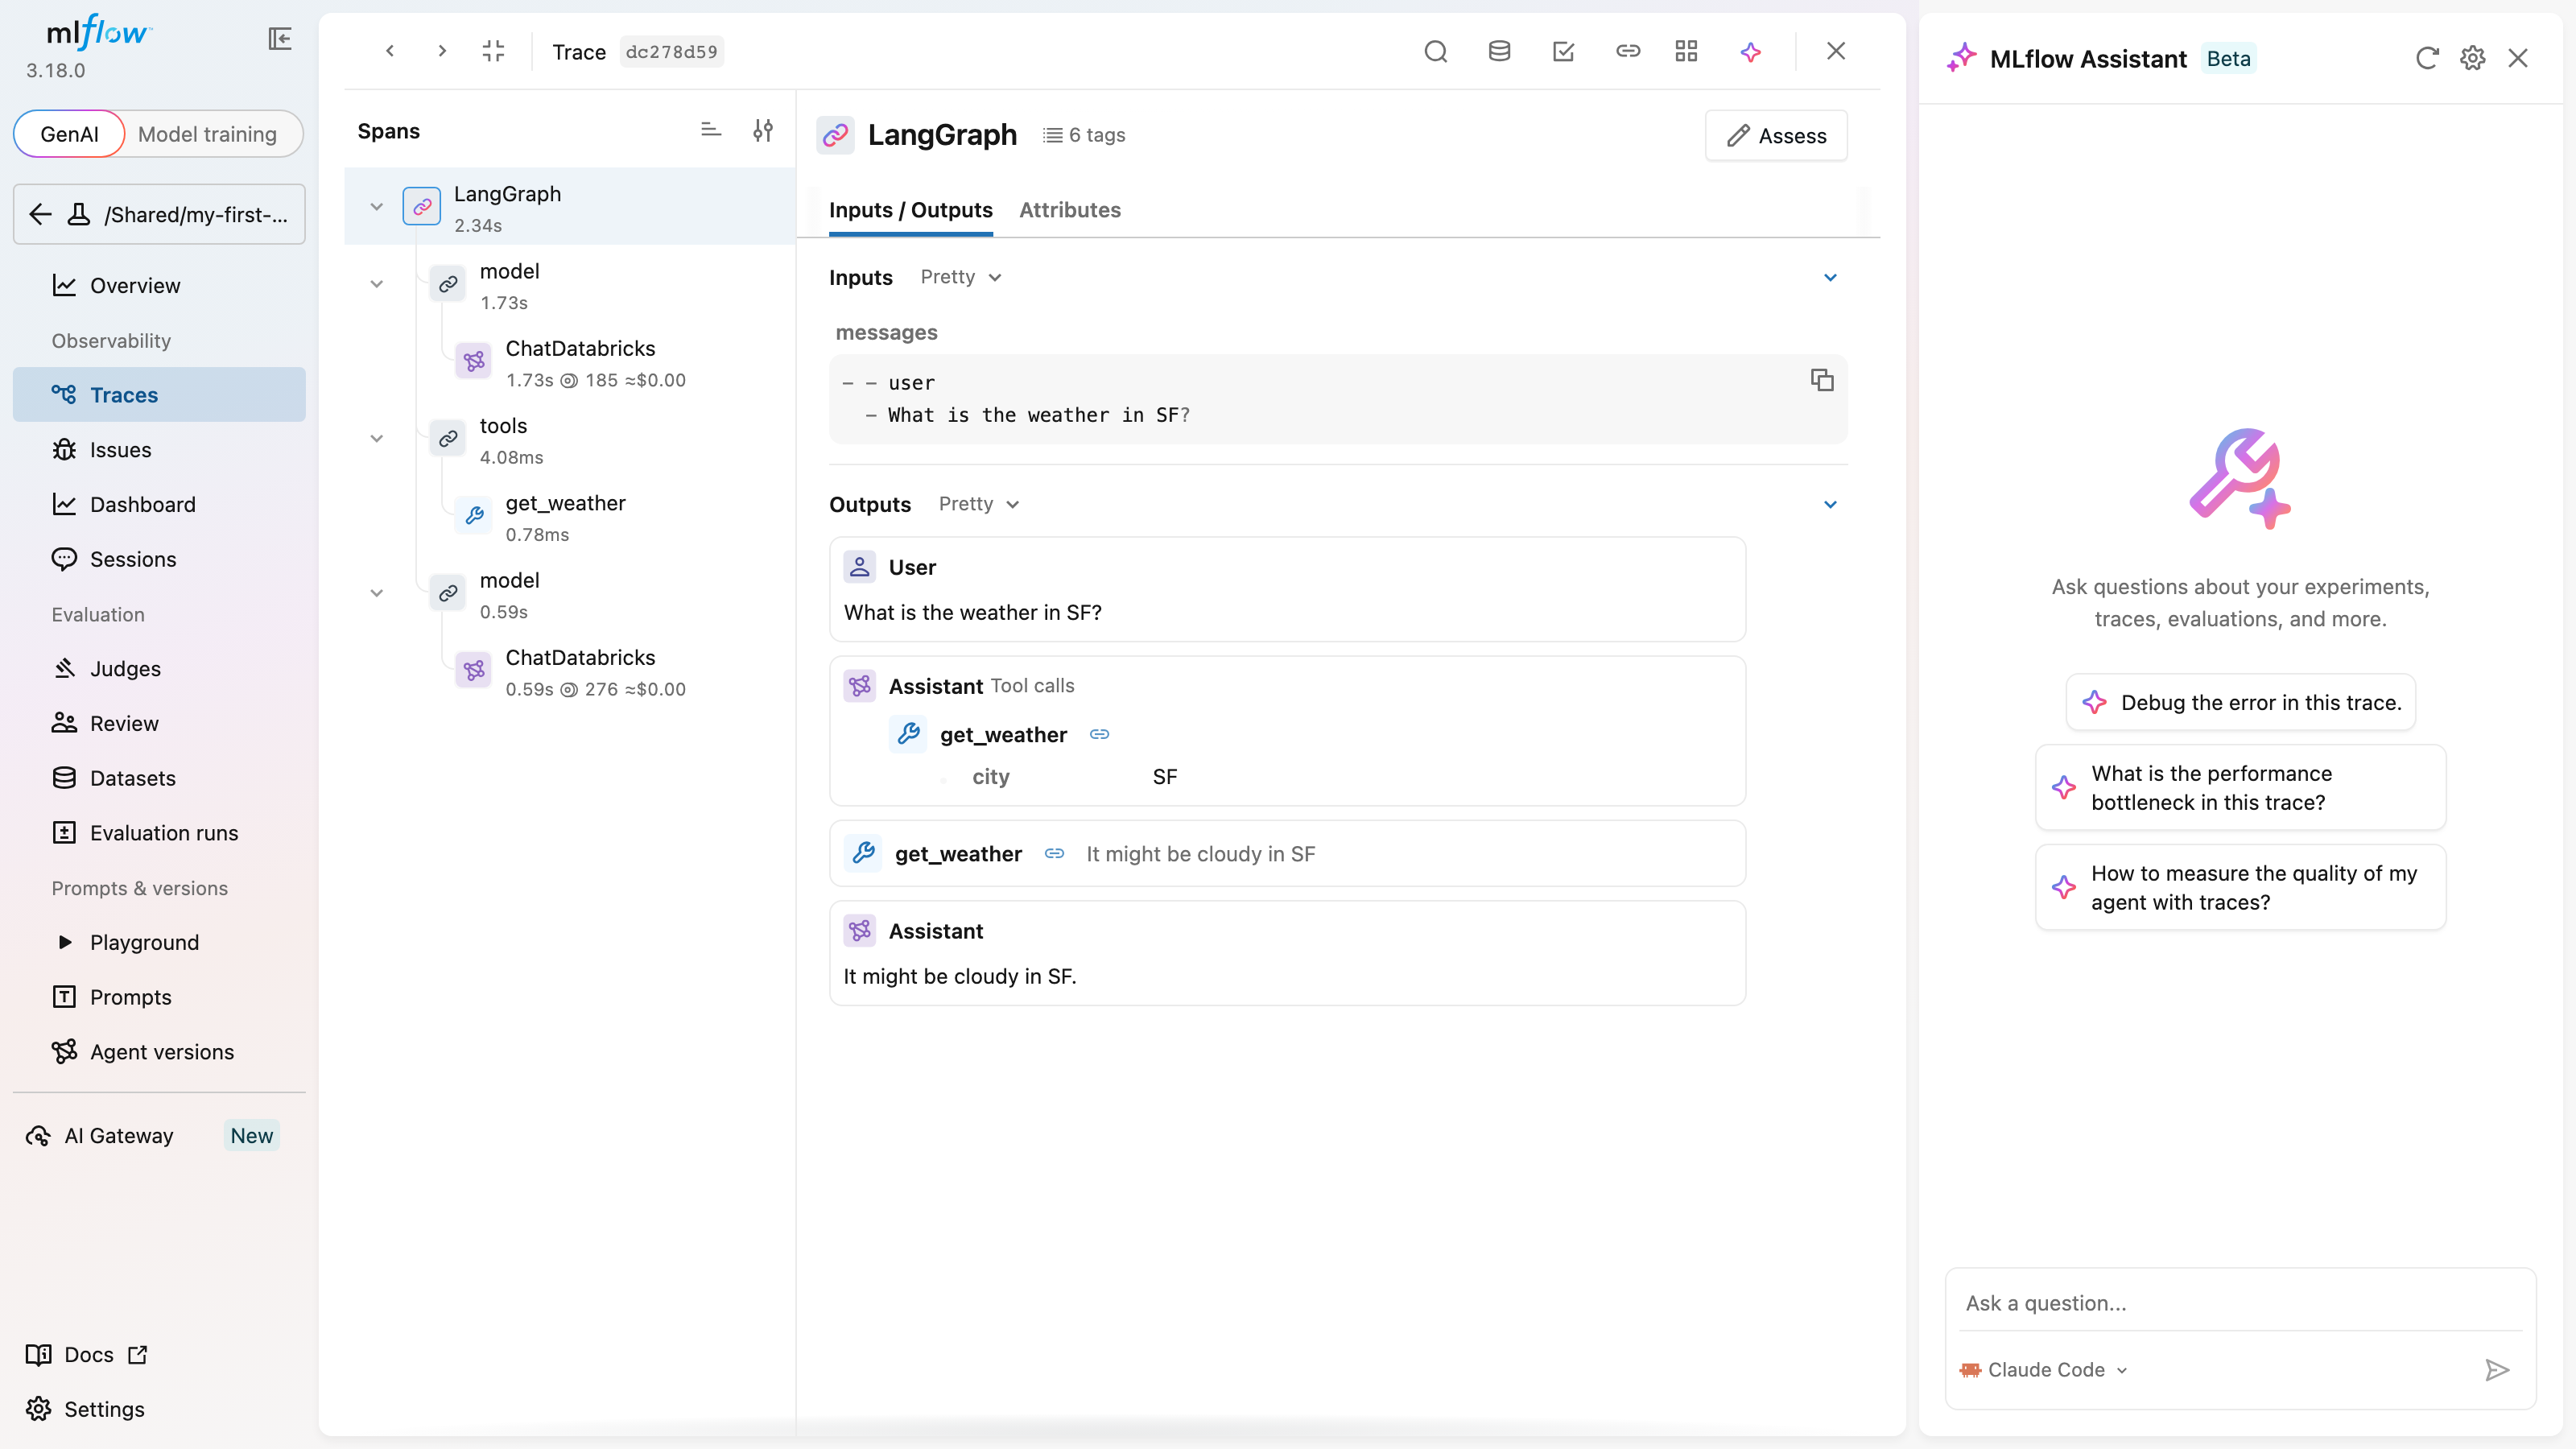 mlflow
3.18.0
GenAI
Model training
/Shared/my-first-...
Overview
Observability
Traces
Issues
Dashboard
Sessions
Evaluation
Judges
Review
Datasets
Evaluation runs
Prompts & versions
Playground
Prompts
Agent versions
AI Gateway New
Docs
Settings
Trace dc278d59
Spans
LangGraph
2.34s
model
1.73s
ChatDatabricks
1.73s 185 ≈$0.00
tools
4.08ms
get_weather
0.78ms
model
0.59s
ChatDatabricks
0.59s 276 ≈$0.00
LangGraph 6 tags
Assess
Inputs / Outputs Attributes
Inputs Pretty
messages
– – user
– What is the weather in SF?
Outputs Pretty
User
What is the weather in SF?
Assistant Tool calls
get_weather
city SF
get_weather It might be cloudy in SF
Assistant
It might be cloudy in SF.
MLflow Assistant Beta
Ask questions about your experiments,
traces, evaluations, and more.
Debug the error in this trace.
What is the performance
bottleneck in this trace?
How to measure the quality of my
agent with traces?
Ask a question...
Claude Code